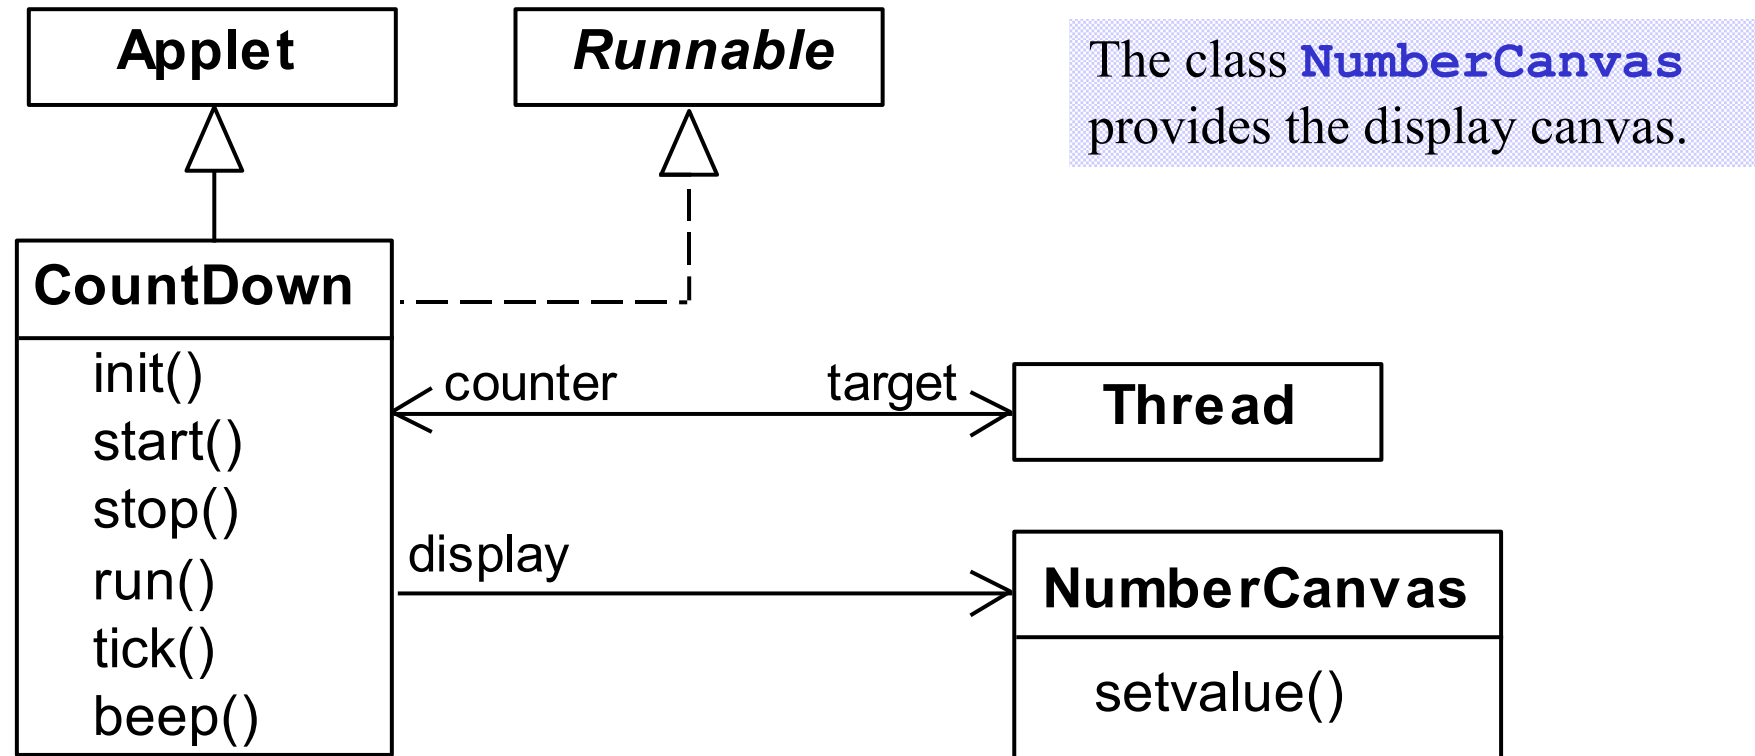 Applet
Runnable
The class NumberCanvas
provides the display canvas.
CountDown
init()
start()
stop()
run()
tick()
beep()
counter
target
Thread
display
NumberCanvas
setvalue()